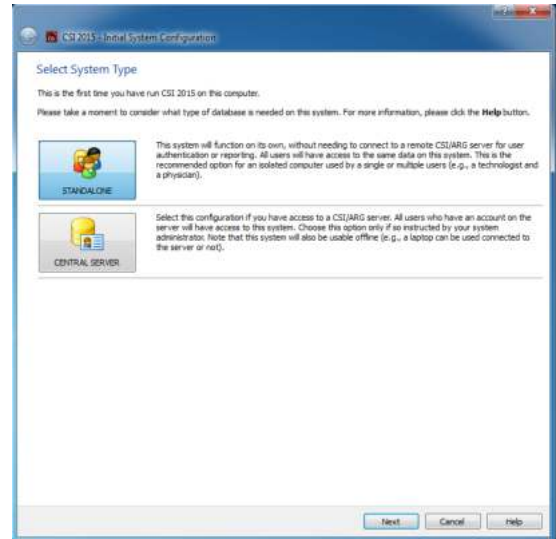 CSI 2015 - Initial System Configuration
Select System Type
This is the first time you have run CSI 2015 on this computer.
Please take a moment to consider what type of database is needed on this system. For more information, please click the Help button.
This system will function on its own, without needing to connect to a remote CSI/ARG server for user
authentication or reporting. All users will have access to the same data on this system. This is the
recommended option for an isolated computer used by a single or multiple users (e.g., a technologist and
a physician).
STANDALONE
Select this configuration if you have access to a CSI/ARG server. All users who have an account on the
server will have access to this system. Choose this option only if so instructed by your system
administrator. Note that this system will also be usable offline (e.g., a laptop can be used connected to
the server or not).
CENTRAL SERVER
Next
Cancel
Help